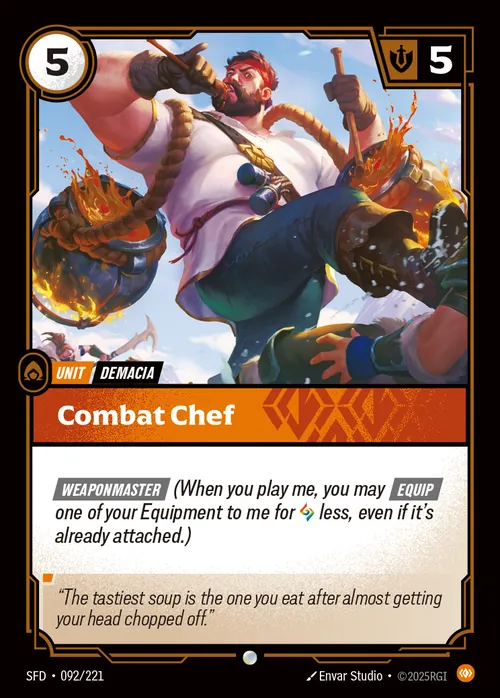 5
5
UNIT DEMACIA
Combat Chef
WEAPONMASTER (When you play me, you may EQUIP
one of your Equipment to me for less, even if it's
already attached.)
"The tastiest soup is the one you eat after almost getting
your head chopped off."
SFD • 092/221
Envar Studio • ©2025RGI